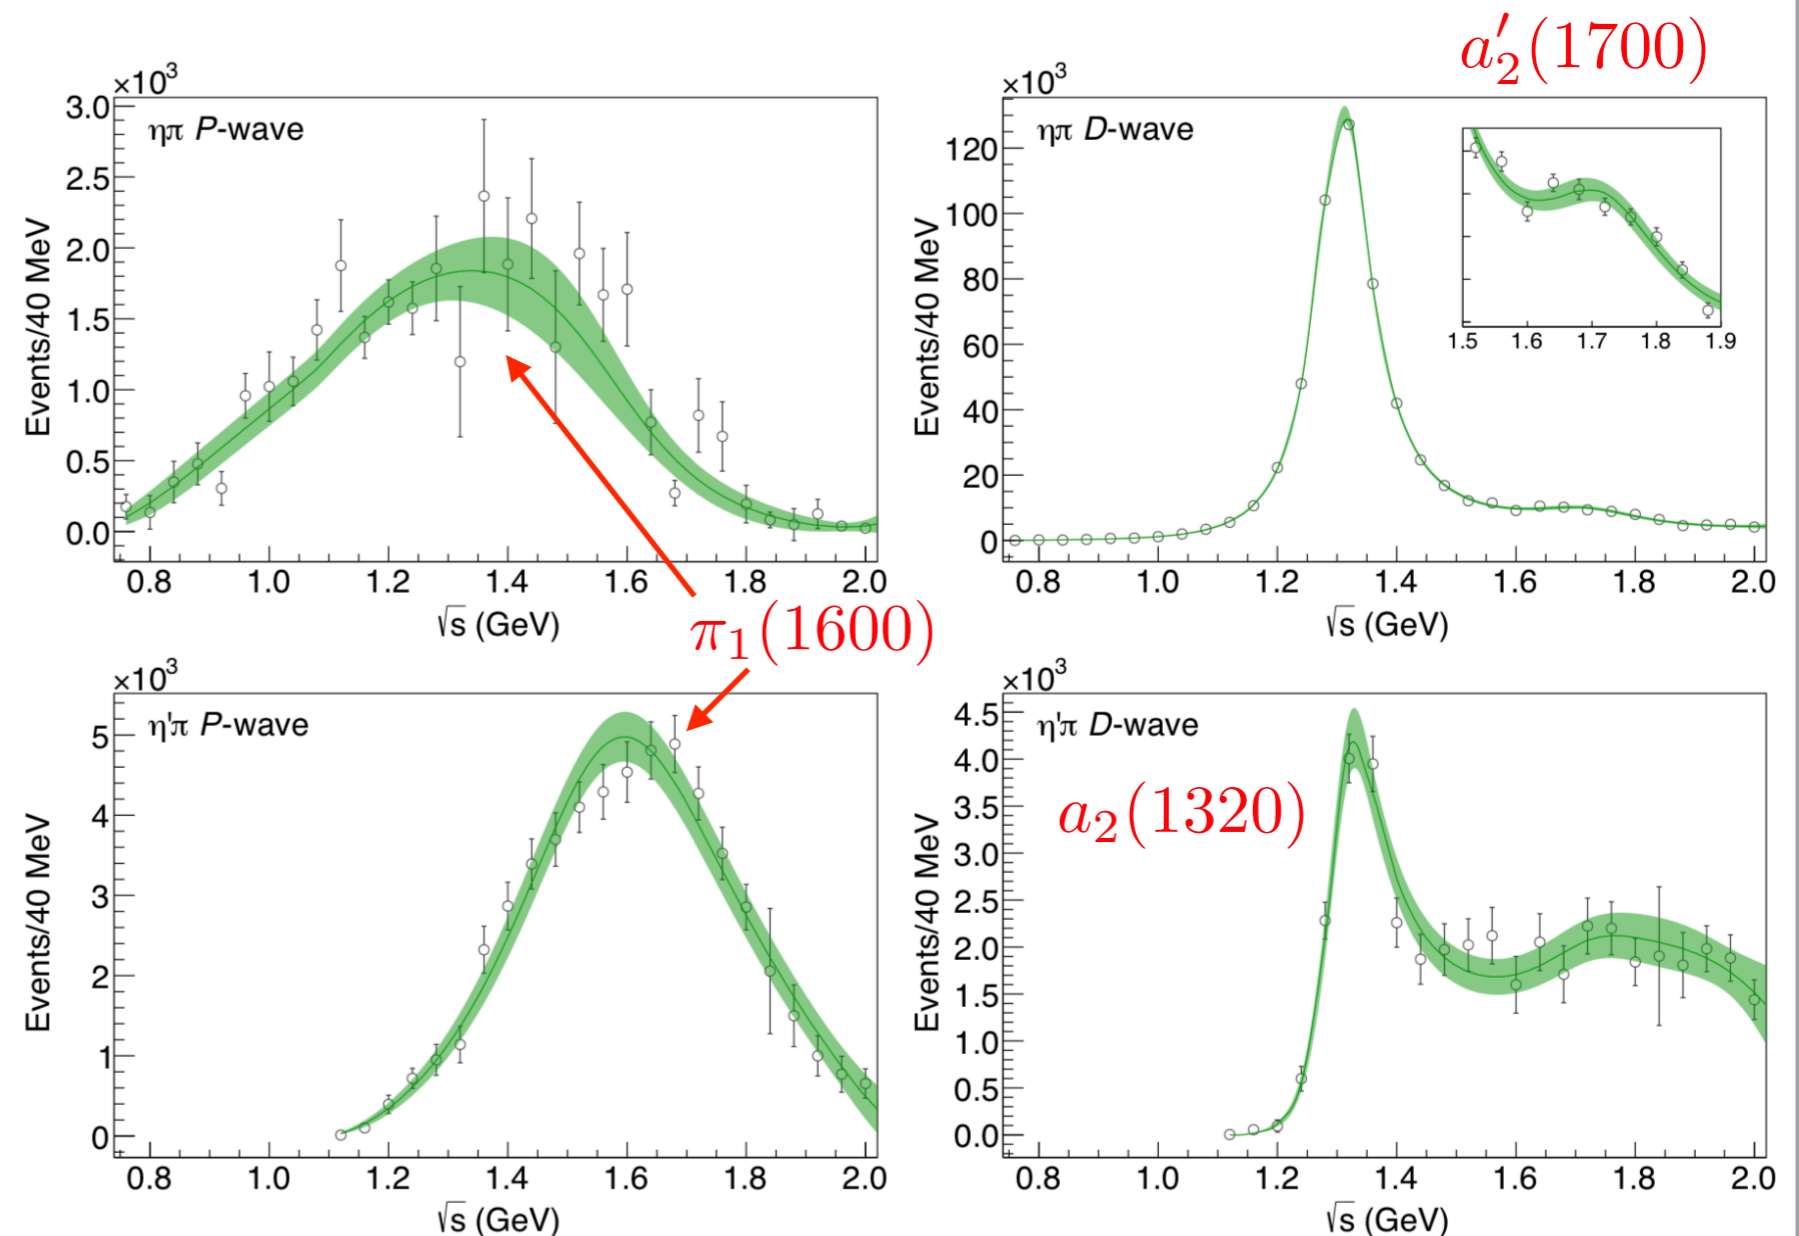 a′₂(1700)
×10³
ηπ P-wave
Events/40 MeV
3.0
2.5
2.0
1.5
1.0
0.5
0.0
0.8 1.0 1.2 1.4 1.6 1.8 2.0
√s (GeV)
×10³
ηπ D-wave
Events/40 MeV
120
100
80
60
40
20
0
1.5 1.6 1.7 1.8 1.9
0.8 1.0 1.2 1.4 1.6 1.8 2.0
√s (GeV)
π₁(1600)
×10³
η'π P-wave
Events/40 MeV
5
4
3
2
1
0
0.8 1.0 1.2 1.4 1.6 1.8 2.0
√s (GeV)
×10³
η'π D-wave
a₂(1320)
Events/40 MeV
4.5
4.0
3.5
3.0
2.5
2.0
1.5
1.0
0.5
0.0
0.8 1.0 1.2 1.4 1.6 1.8 2.0
√s (GeV)